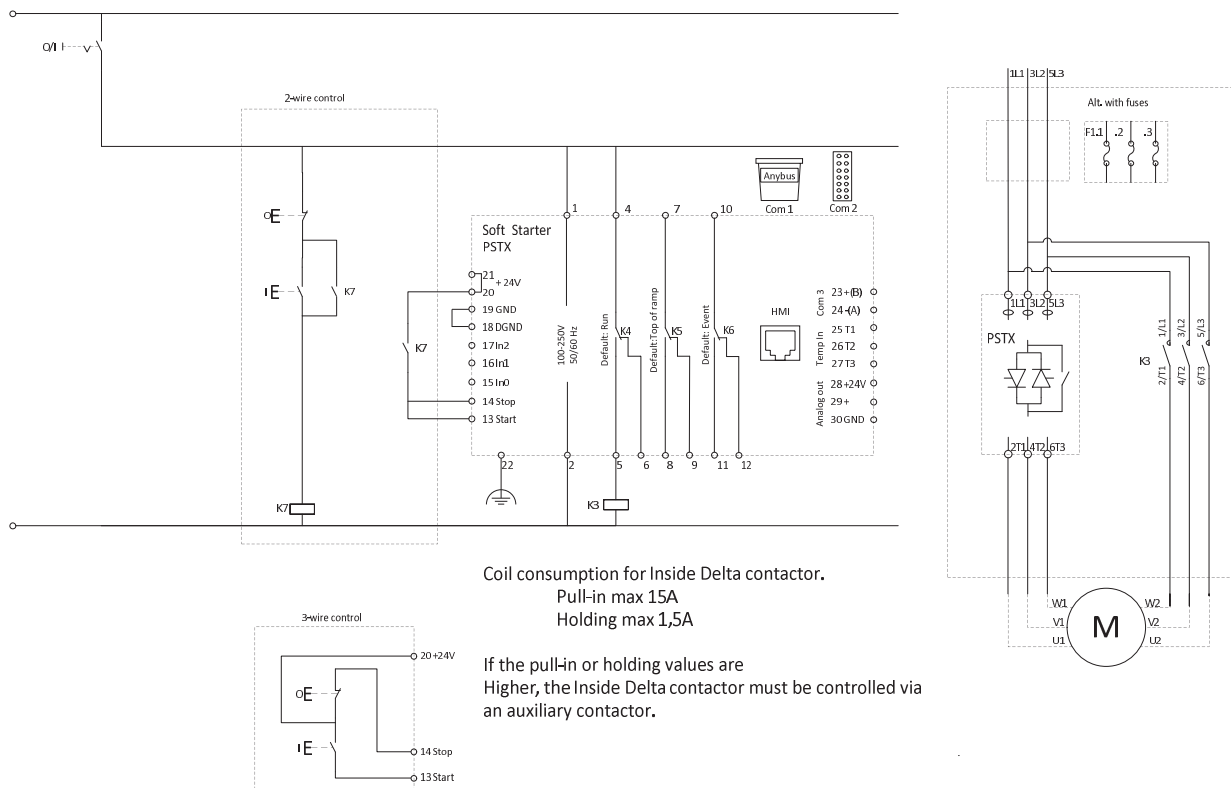 O/I
2-wire control
O
I
K7
K7
K7
Soft Starter
PSTX
21
+24V
20
19 GND
18 DGND
17 In2
16 In1
15 In0
14 Stop
13 Start
22
1
100-250V
50/60 Hz
2
4
Default: Run
K4
5
6
K3
7
Default:Top of ramp
K5
8
9
10
Default: Event
K6
11
12
Anybus
Com 1
Com 2
HMI
Com 3
23+(B)
24-(A)
Temp In
25 T1
26 T2
27 T3
Analog out
28+24V
29+
30GND
1L1 3L2 5L3
Alt. with fuses
F1.1 .2 .3
1L1 3L2 5L3
PSTX
2T1 4T2 6T3
K3
1/L1
3/L2
5/L3
2/T1
4/T2
6/T3
W1
V1
U1
M
W2
V2
U2
Coil consumption for Inside Delta contactor.
Pull-in max 15A
Holding max 1,5A
If the pull-in or holding values are
Higher, the Inside Delta contactor must be controlled via
an auxiliary contactor.
3-wire control
20+24V
O
I
14 Stop
13 Start